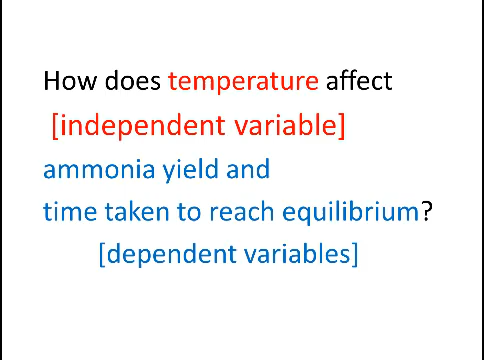 How does temperature affect
[independent variable]
ammonia yield and
time taken to reach equilibrium?
[dependent variables]